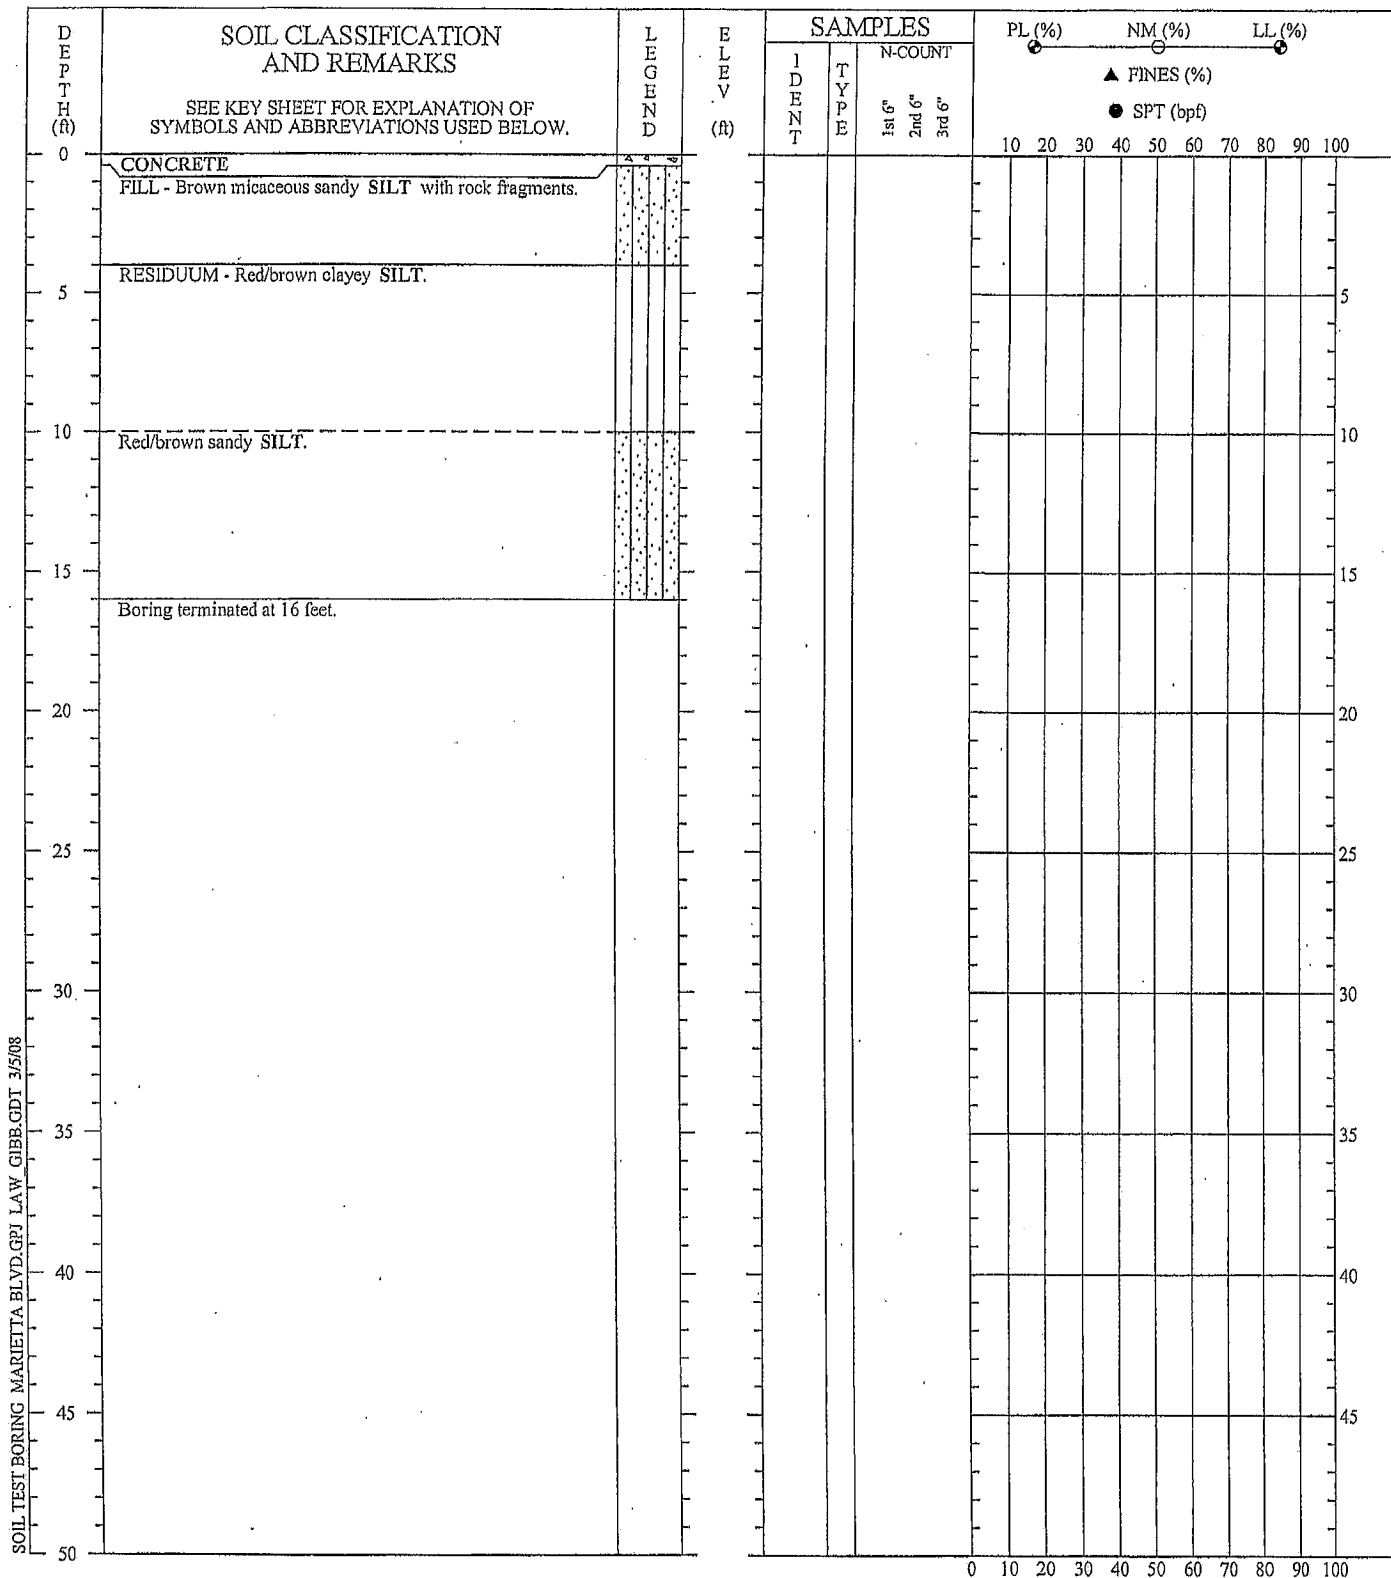 DEPTH (ft)
SOIL CLASSIFICATION
AND REMARKS
SEE KEY SHEET FOR EXPLANATION OF
SYMBOLS AND ABBREVIATIONS USED BELOW.
LEGEND
ELEV (ft)
SAMPLES
IDENT
TYPE
N-COUNT
1st 6"
2nd 6"
3rd 6"
PL (%) NM (%) LL (%)
▲ FINES (%)
● SPT (bpf)
10 20 30 40 50 60 70 80 90 100
0
CONCRETE
FILL - Brown micaceous sandy SILT with rock fragments.
RESIDUUM - Red/brown clayey SILT.
5 5
10 10
Red/brown sandy SILT.
15 15
Boring terminated at 16 feet.
20 20
25 25
30 30
35 35
40 40
45 45
50
0 10 20 30 40 50 60 70 80 90 100
SOIL TEST BORING MARIETTA BLVD.GPJ LAW_GIBB.GDT 3/5/08